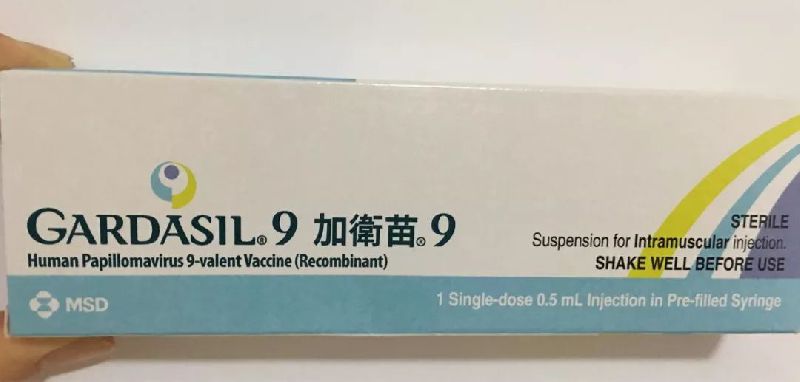 GARDASIL®9 加衛苗®9
Human Papillomavirus 9-valent Vaccine (Recombinant)
STERILE
Suspension for Intramuscular injection.
SHAKE WELL BEFORE USE
MSD
1 Single-dose 0.5 mL Injection in Pre-filled Syringe